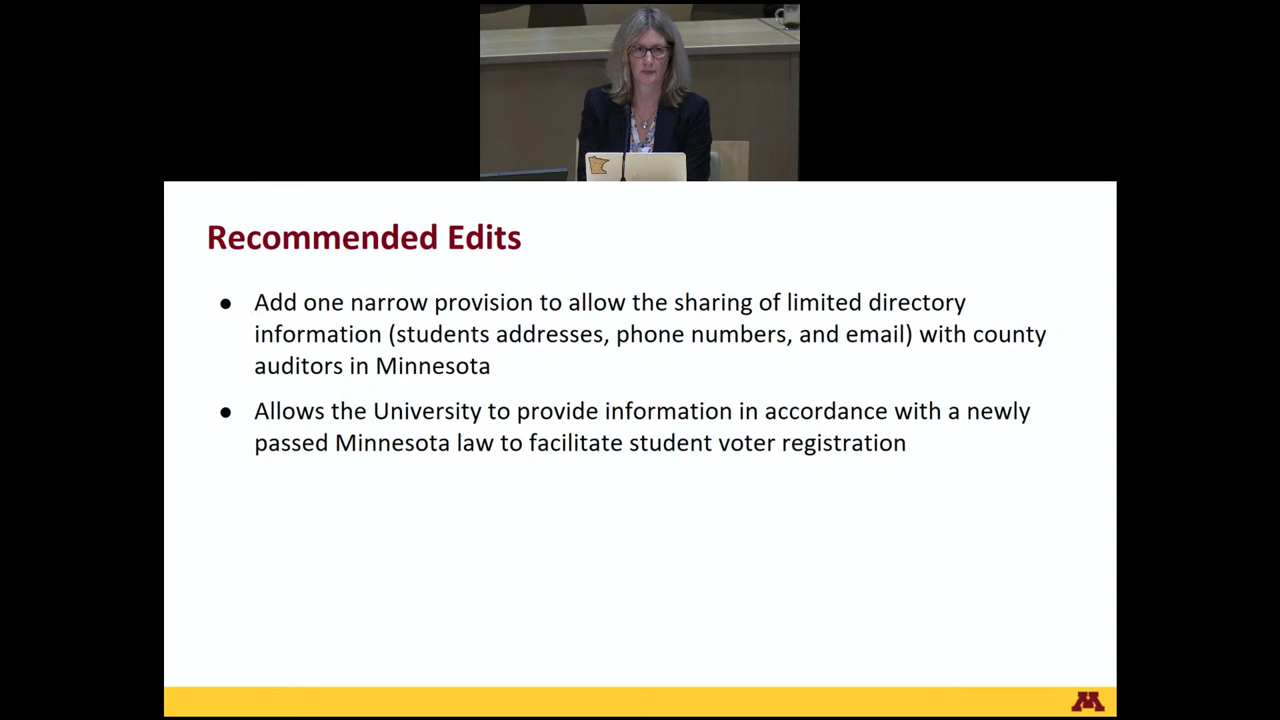 Recommended Edits
● Add one narrow provision to allow the sharing of limited directory
information (students addresses, phone numbers, and email) with county
auditors in Minnesota
● Allows the University to provide information in accordance with a newly
passed Minnesota law to facilitate student voter registration
M